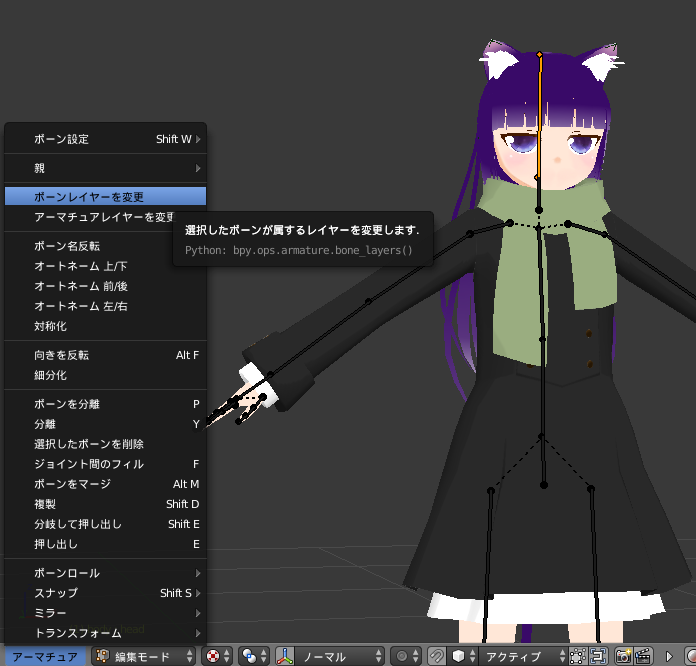 ボーン設定 Shift W
親
ボーンレイヤーを変更
アーマチュアレイヤーを変更
選択したボーンが属するレイヤーを変更します.
Python: bpy.ops.armature.bone_layers()
ボーン名反転
オートネーム 上/下
オートネーム 前/後
オートネーム 左/右
対称化
向きを反転 Alt F
細分化
ボーンを分離 P
分離 Y
選択したボーンを削除
ジョイント間のフィル F
ボーンをマージ Alt M
複製 Shift D
分岐して押し出し Shift E
押し出し E
ボーンロール
スナップ Shift S
ミラー
トランスフォーム
アーマチュア 編集モード ノーマル アクティブ